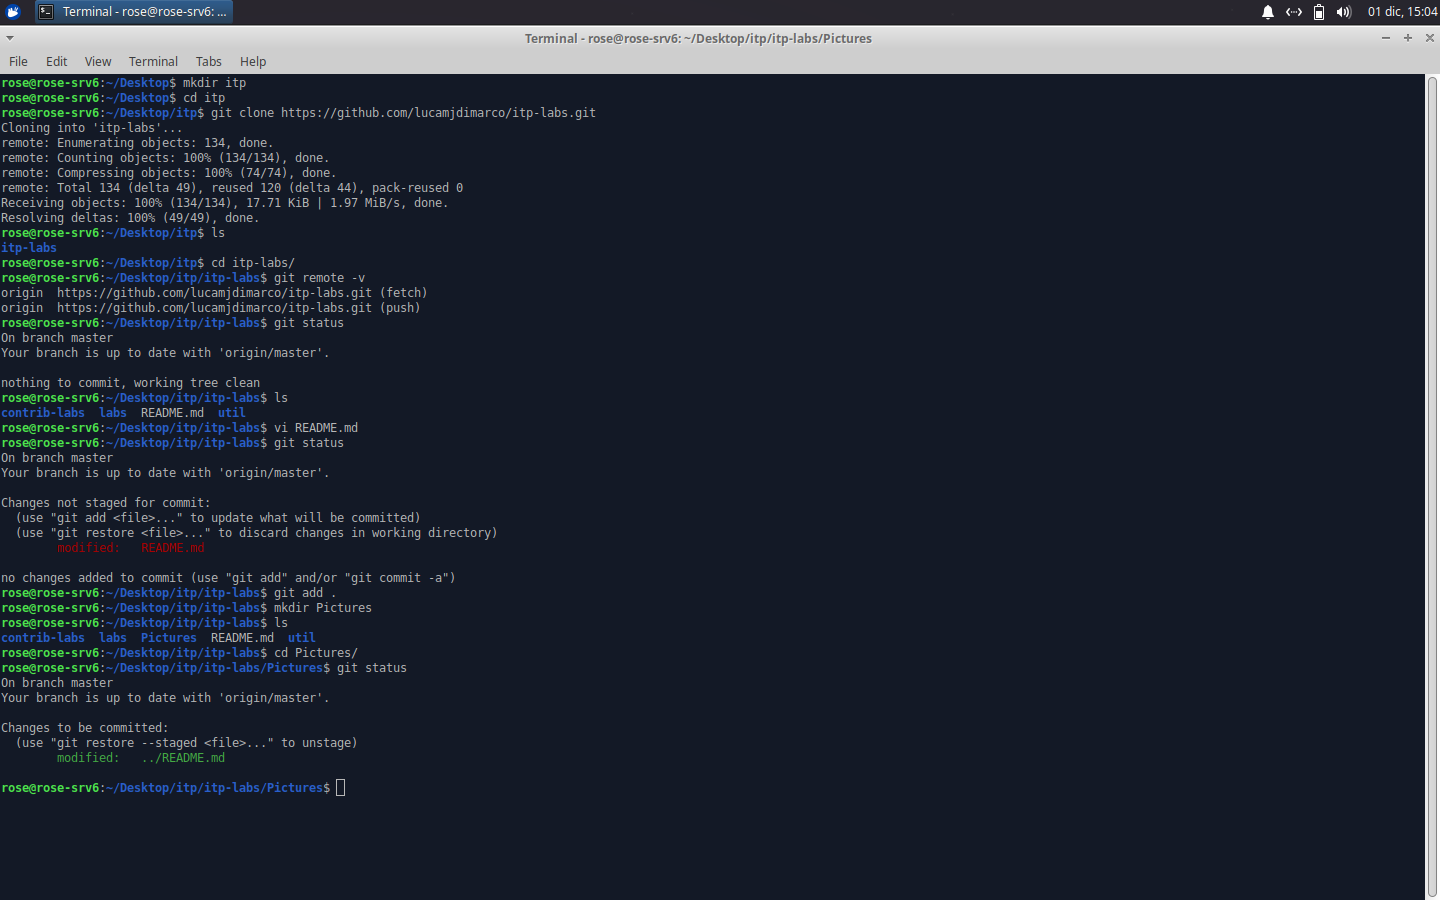 Terminal - rose@rose-srv6: ...
01 dic, 15:04
Terminal - rose@rose-srv6: ~/Desktop/itp/itp-labs/Pictures
File Edit View Terminal Tabs Help
rose@rose-srv6:~/Desktop$ mkdir itp
rose@rose-srv6:~/Desktop$ cd itp
rose@rose-srv6:~/Desktop/itp$ git clone https://github.com/lucamjdimarco/itp-labs.git
Cloning into 'itp-labs'...
remote: Enumerating objects: 134, done.
remote: Counting objects: 100% (134/134), done.
remote: Compressing objects: 100% (74/74), done.
remote: Total 134 (delta 49), reused 120 (delta 44), pack-reused 0
Receiving objects: 100% (134/134), 17.71 KiB | 1.97 MiB/s, done.
Resolving deltas: 100% (49/49), done.
rose@rose-srv6:~/Desktop/itp$ ls
itp-labs
rose@rose-srv6:~/Desktop/itp$ cd itp-labs/
rose@rose-srv6:~/Desktop/itp/itp-labs$ git remote -v
origin  https://github.com/lucamjdimarco/itp-labs.git (fetch)
origin  https://github.com/lucamjdimarco/itp-labs.git (push)
rose@rose-srv6:~/Desktop/itp/itp-labs$ git status
On branch master
Your branch is up to date with 'origin/master'.
nothing to commit, working tree clean
rose@rose-srv6:~/Desktop/itp/itp-labs$ ls
contrib-labs  labs  README.md  util
rose@rose-srv6:~/Desktop/itp/itp-labs$ vi README.md
rose@rose-srv6:~/Desktop/itp/itp-labs$ git status
On branch master
Your branch is up to date with 'origin/master'.
Changes not staged for commit:
  (use "git add <file>..." to update what will be committed)
  (use "git restore <file>..." to discard changes in working directory)
        modified:   README.md
no changes added to commit (use "git add" and/or "git commit -a")
rose@rose-srv6:~/Desktop/itp/itp-labs$ git add .
rose@rose-srv6:~/Desktop/itp/itp-labs$ mkdir Pictures
rose@rose-srv6:~/Desktop/itp/itp-labs$ ls
contrib-labs  labs  Pictures  README.md  util
rose@rose-srv6:~/Desktop/itp/itp-labs$ cd Pictures/
rose@rose-srv6:~/Desktop/itp/itp-labs/Pictures$ git status
On branch master
Your branch is up to date with 'origin/master'.
Changes to be committed:
  (use "git restore --staged <file>..." to unstage)
        modified:   ../README.md
rose@rose-srv6:~/Desktop/itp/itp-labs/Pictures$